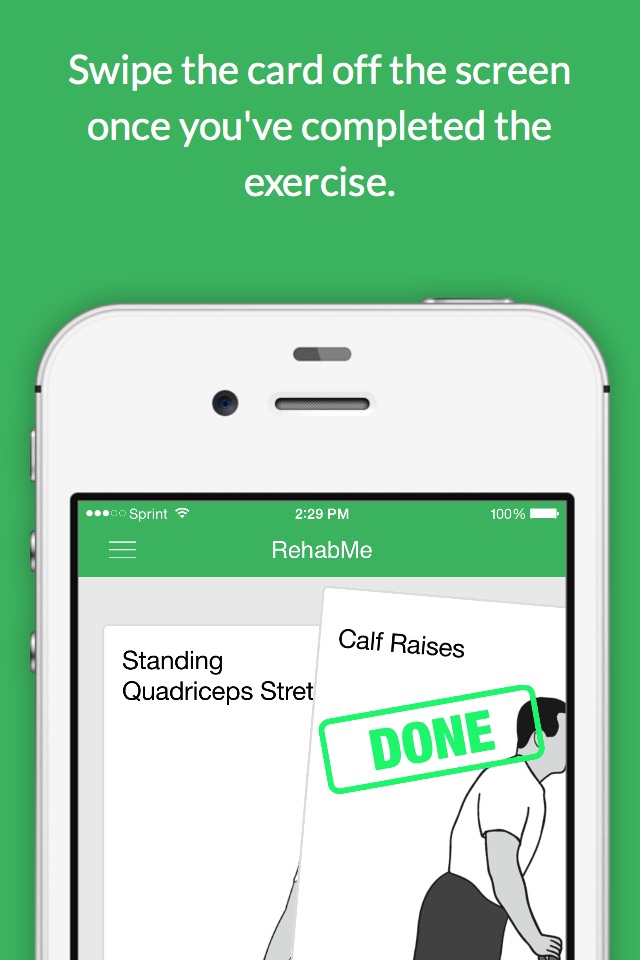 Swipe the card off the screen
once you've completed the
exercise.
Sprint 2:29 PM 100%
RehabMe
Calf Raises
Standing
Quadriceps Stret
DONE